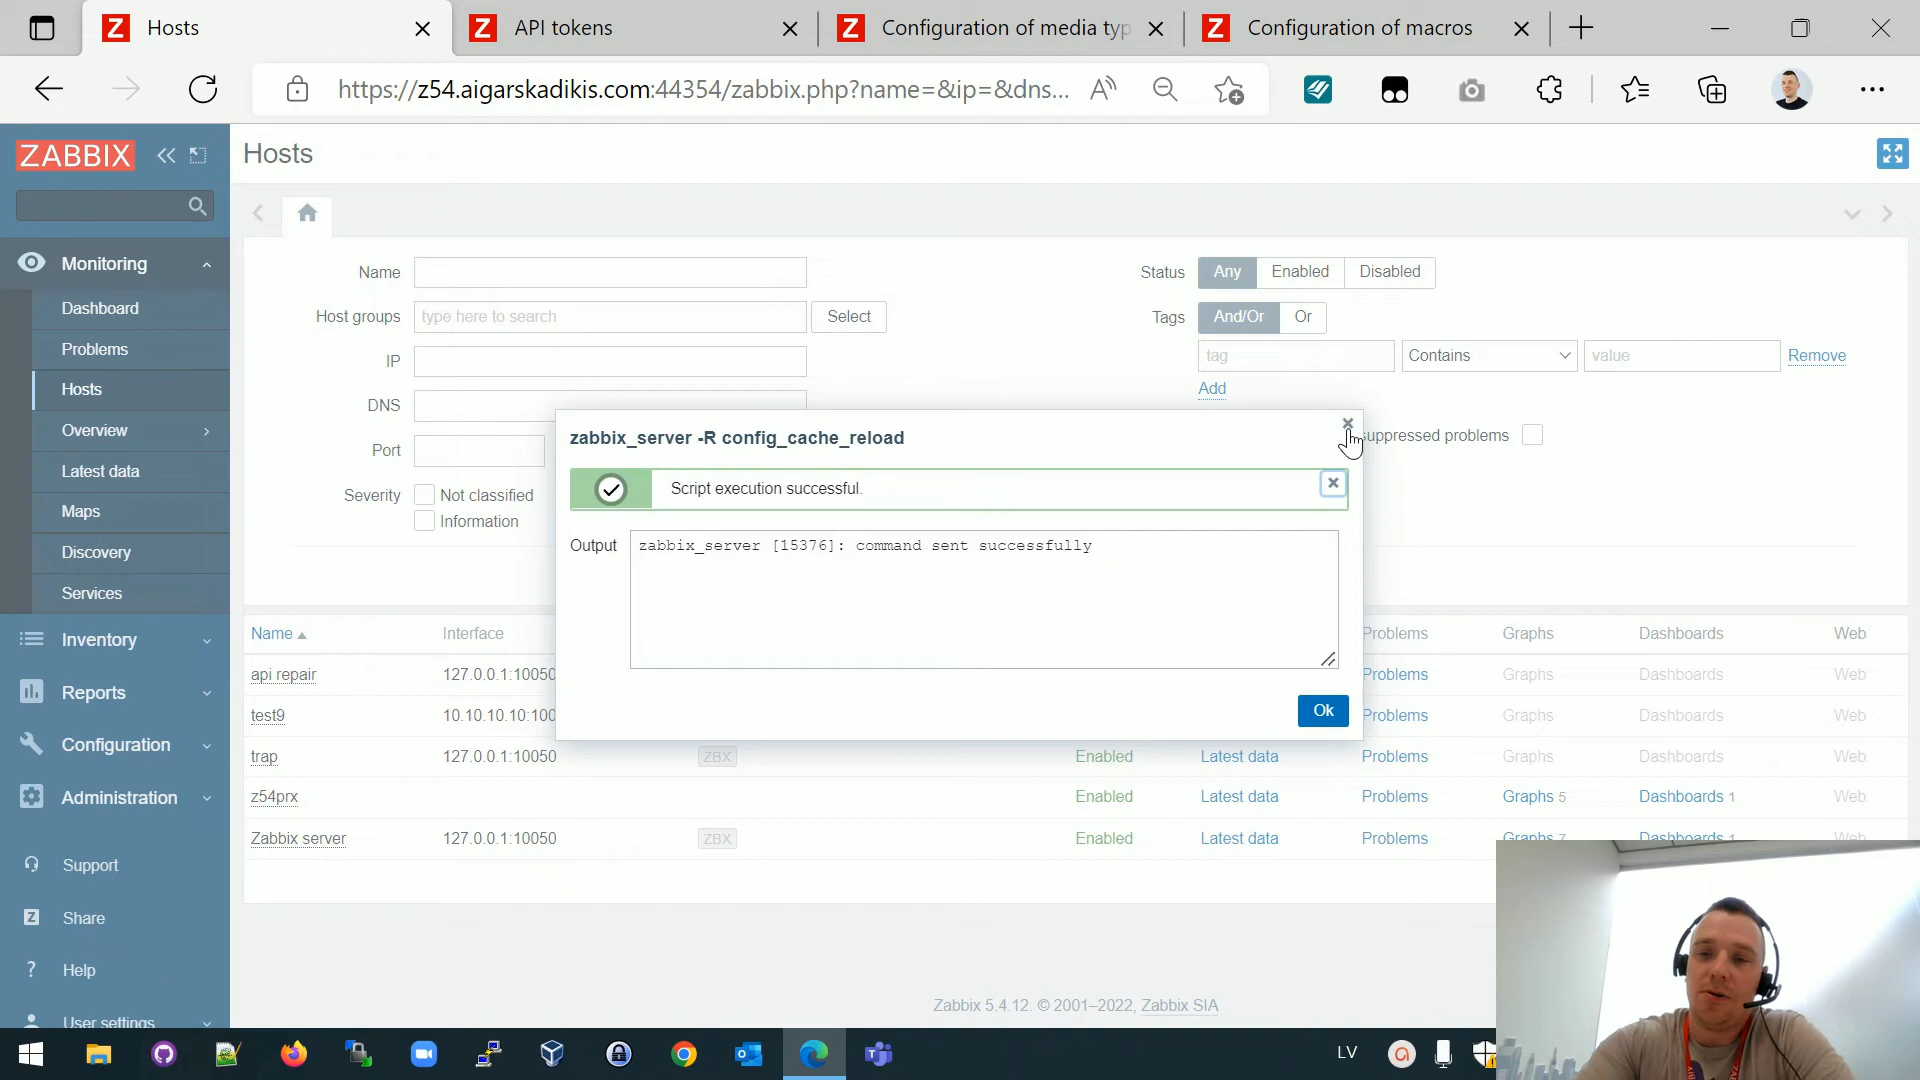 Hosts
API tokens
Configuration of media typ
Configuration of macros
https://z54.aigarskadikis.com:44354/zabbix.php?name=&ip=&dns...
ZABBIX
Hosts
Monitoring
Dashboard
Problems
Hosts
Overview
Latest data
Maps
Discovery
Services
Inventory
Reports
Configuration
Administration
Support
Share
Help
User settings
Name
Host groups
type here to search
Select
IP
DNS
Port
Severity
Not classified
Information
Status
Any
Enabled
Disabled
Tags
And/Or
Or
tag
Contains
value
Remove
Add
suppressed problems
zabbix_server -R config_cache_reload
Script execution successful.
Output
zabbix_server [15376]: command sent successfully
Ok
Name
Interface
Problems
Graphs
Dashboards
Web
api repair
127.0.0.1:10050
Problems
Graphs
Dashboards
Web
test9
10.10.10.10:100
Problems
Graphs
Dashboards
Web
trap
127.0.0.1:10050
ZBX
Enabled
Latest data
Problems
Graphs
Dashboards
Web
z54prx
Enabled
Latest data
Problems
Graphs 5
Dashboards 1
Web
Zabbix server
127.0.0.1:10050
ZBX
Enabled
Latest data
Problems
Graphs 7
Dashboards 1
Web
Zabbix 5.4.12. © 2001–2022, Zabbix SIA
LV